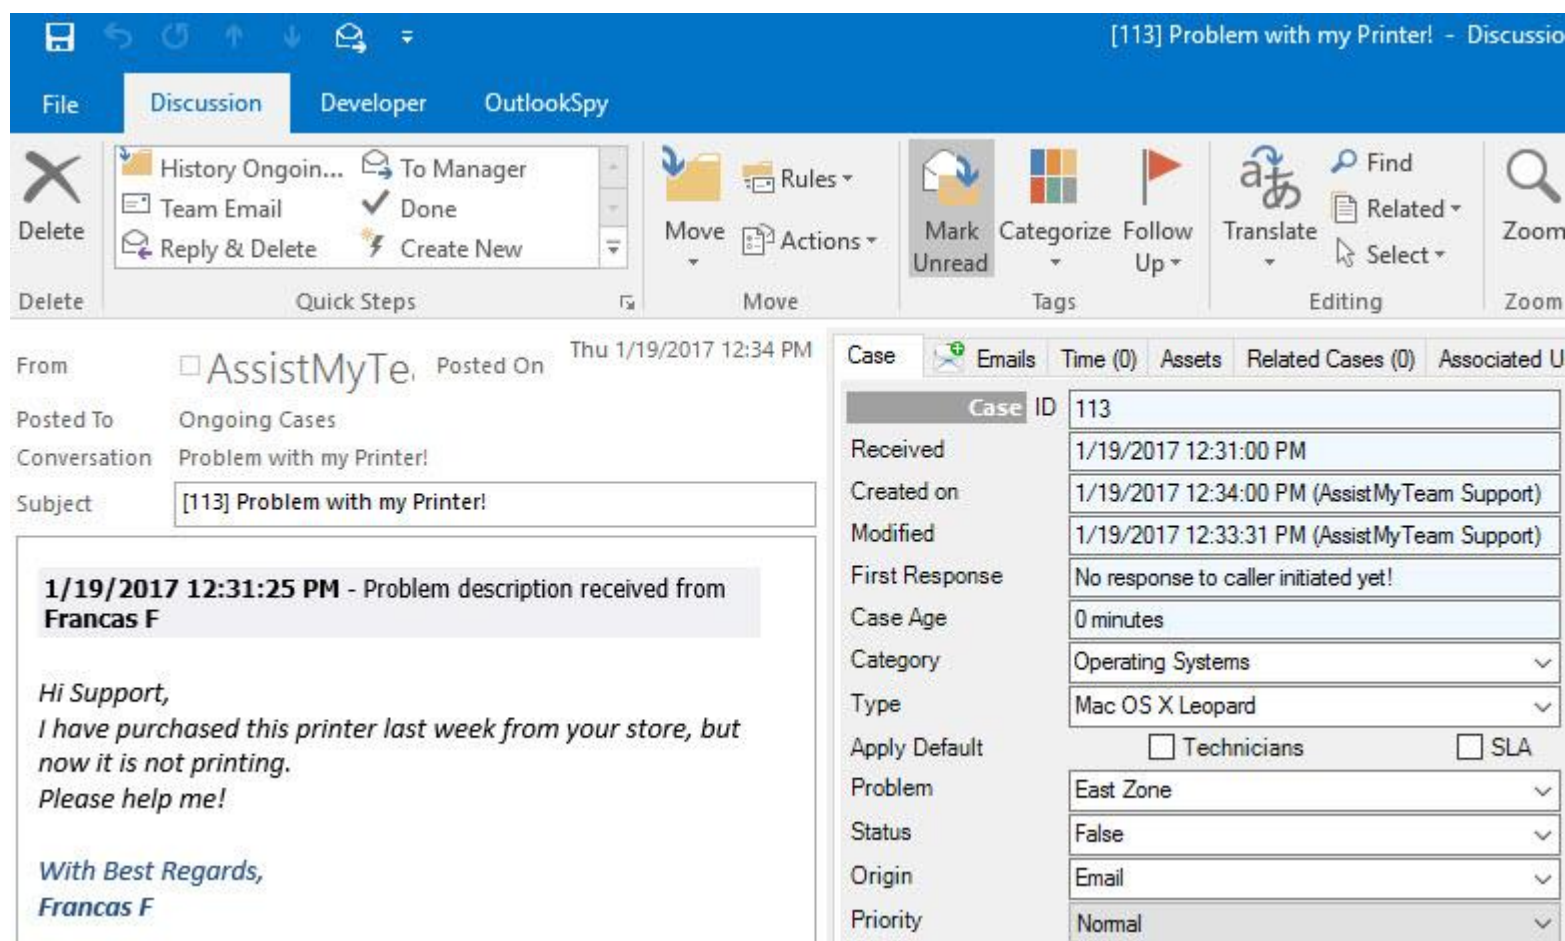 [113] Problem with my Printer! - Discussio
File Discussion Developer OutlookSpy
History Ongoin... To Manager
Team Email Done
Reply & Delete Create New
Delete
Move
Rules
Actions
Mark Unread
Categorize
Follow Up
Translate
Find
Related
Select
Zoom
Delete Quick Steps Move Tags Editing Zoom
From AssistMyTe Posted On Thu 1/19/2017 12:34 PM
Posted To Ongoing Cases
Conversation Problem with my Printer!
Subject [113] Problem with my Printer!
1/19/2017 12:31:25 PM - Problem description received from
Francas F
Hi Support,
I have purchased this printer last week from your store, but
now it is not printing.
Please help me!
With Best Regards,
Francas F
Case Emails Time (0) Assets Related Cases (0) Associated U
Case ID 113
Received 1/19/2017 12:31:00 PM
Created on 1/19/2017 12:34:00 PM (AssistMyTeam Support)
Modified 1/19/2017 12:33:31 PM (AssistMyTeam Support)
First Response No response to caller initiated yet!
Case Age 0 minutes
Category Operating Systems
Type Mac OS X Leopard
Apply Default Technicians SLA
Problem East Zone
Status False
Origin Email
Priority Normal